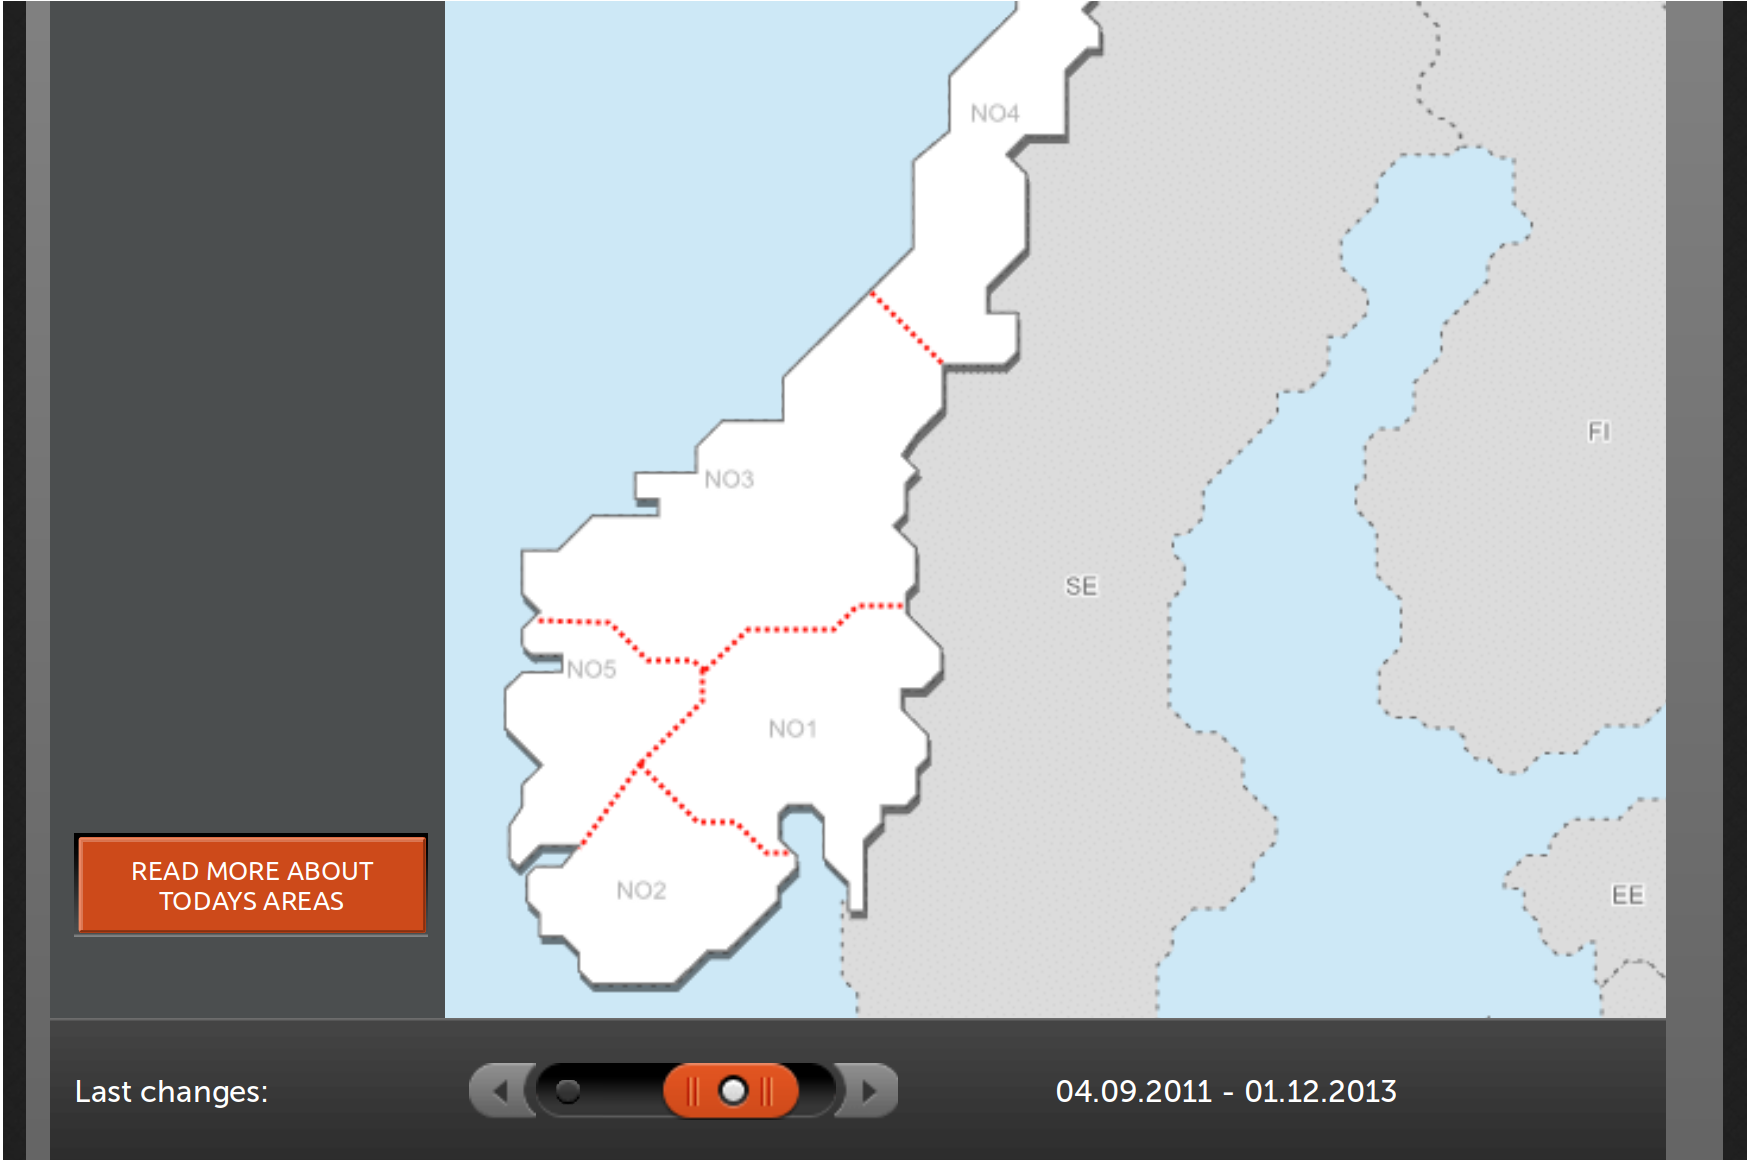 NO4
FI
NO3
SE
NO5
NO1
READ MORE ABOUT
TODAYS AREAS
NO2
EE
Last changes:
04.09.2011 - 01.12.2013